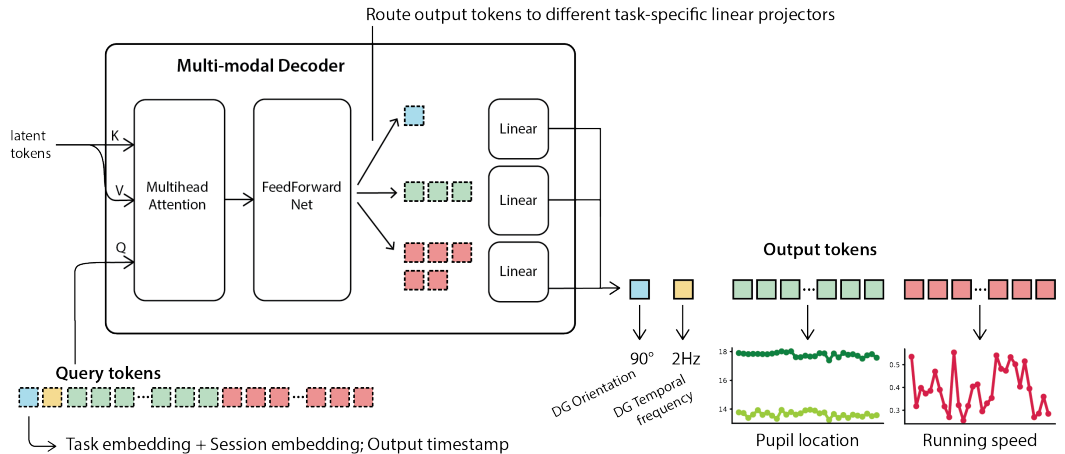 Route output tokens to different task-specific linear projectors
Multi-modal Decoder
latent
tokens
K
V
Q
Multihead
Attention
FeedForward
Net
Linear
Linear
Linear
Output tokens
...
...
90°
2Hz
DG Orientation
DG Temporal
frequency
18
16
14
Pupil location
0.5
0.4
0.3
Running speed
Query tokens
...
...
Task embedding + Session embedding; Output timestamp